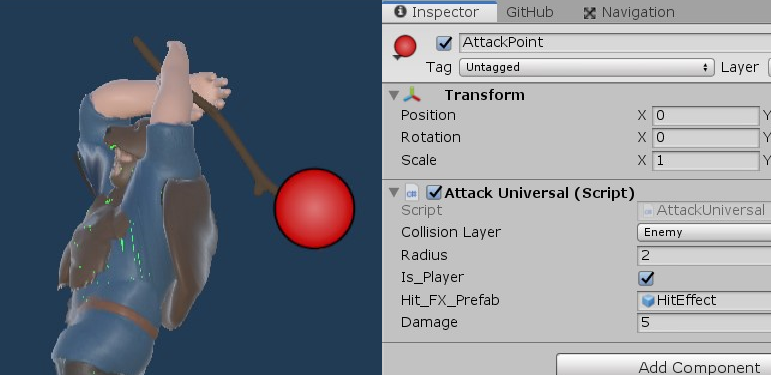 Inspector GitHub Navigation
AttackPoint
Tag Untagged Layer
Transform
Position X 0 Y
Rotation X 0 Y
Scale X 1 Y
Attack Universal (Script)
Script AttackUniversal
Collision Layer Enemy
Radius 2
Is_Player
Hit_FX_Prefab HitEffect
Damage 5
Add Component